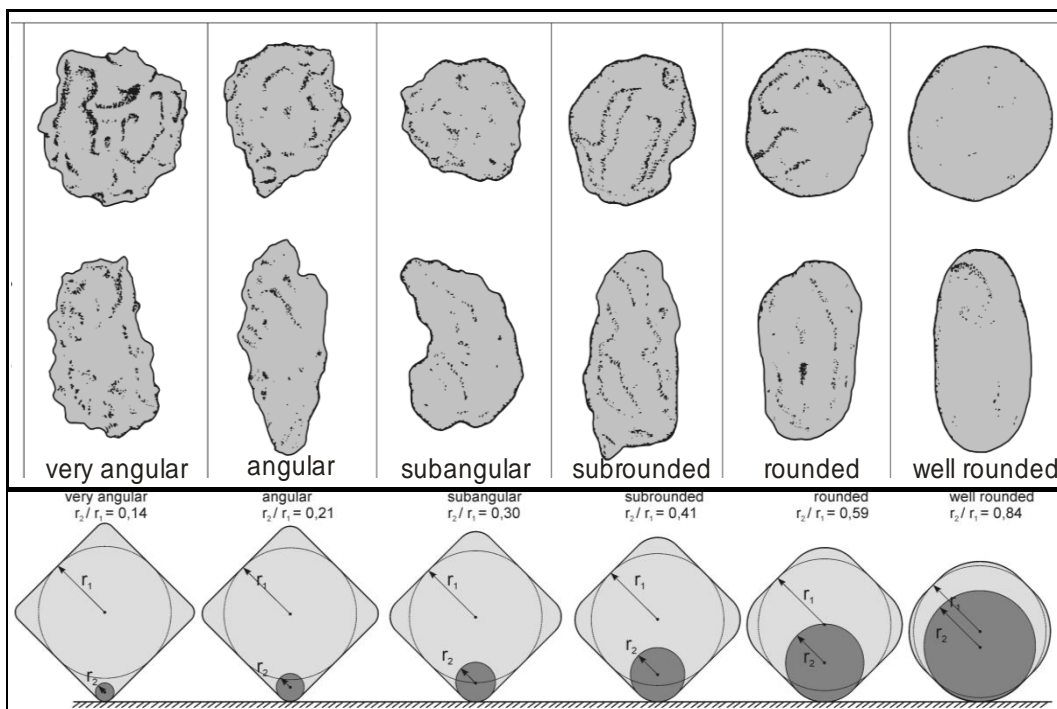 very angular
angular
subangular
subrounded
rounded
well rounded
very angular
r₂ / r₁ = 0,14
angular
r₂ / r₁ = 0,21
subangular
r₂ / r₁ = 0,30
subrounded
r₂ / r₁ = 0,41
rounded
r₂ / r₁ = 0,59
well rounded
r₂ / r₁ = 0,84
r₁
r₂
r₁
r₂
r₁
r₂
r₁
r₂
r₁
r₂
r₁
r₂